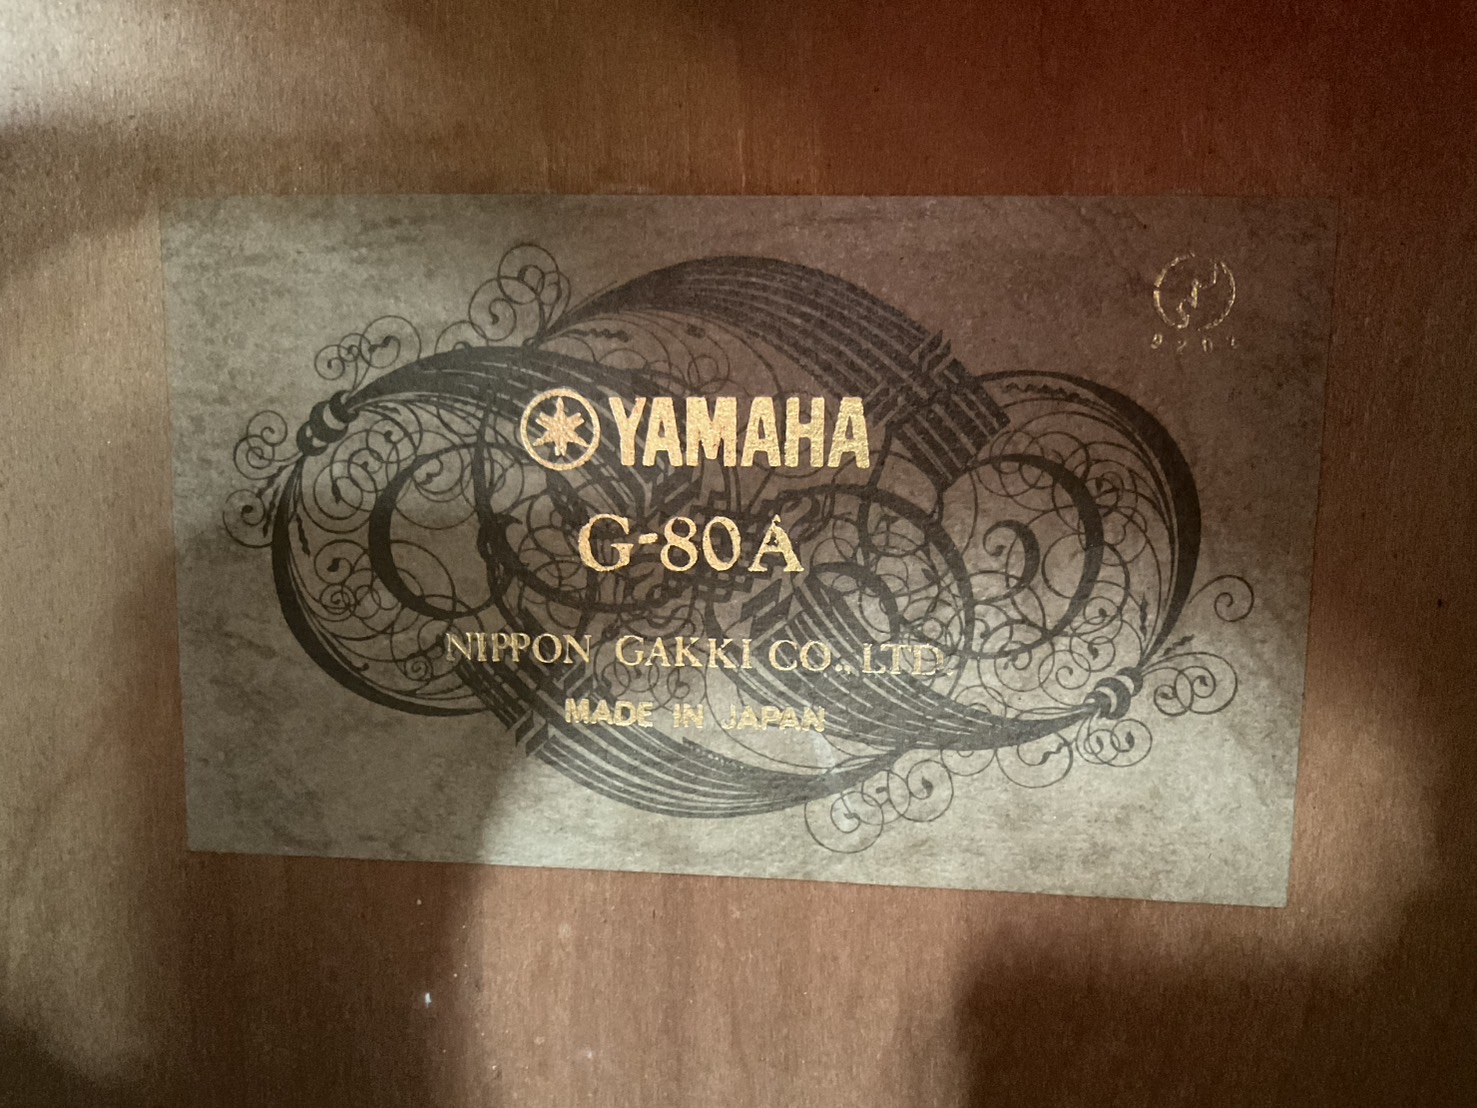 YAMAHA
G-80A
NIPPON GAKKI CO., LTD.
MADE IN JAPAN